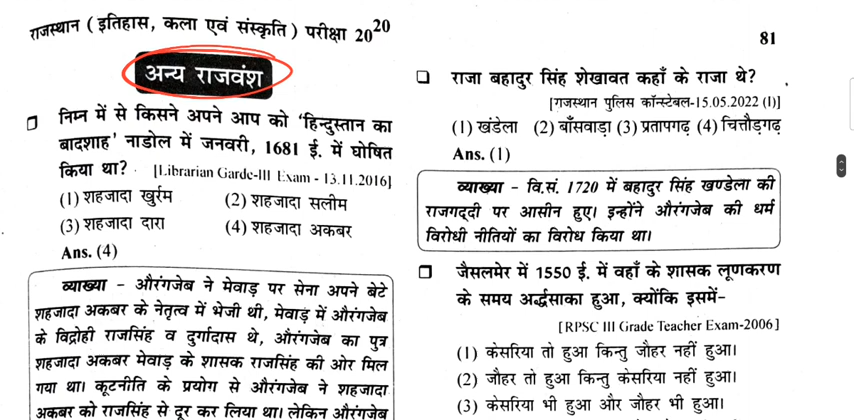 राजस्थान ( इतिहास, कला एवं संस्कृति ) परीक्षा 2020
81
अन्य राजवंश
❑ निम्न में से किसने अपने आप को 'हिन्दुस्तान का
बादशाह' नाडोल में जनवरी, 1681 ई. में घोषित
किया था? [Librarian Garde-III Exam - 13.11.2016]
(1) शहजादा खुर्रम (2) शहजादा सलीम
(3) शहजादा दारा (4) शहजादा अकबर
Ans. (4)
व्याख्या - औरंगजेब ने मेवाड़ पर सेना अपने बेटे
शहजादा अकबर के नेतृत्व में भेजी थी, मेवाड़ में औरंगजेब
के विद्रोही राजसिंह व दुर्गादास थे, औरंगजेब का पुत्र
शहजादा अकबर मेवाड़ के शासक राजसिंह की ओर मिल
गया था। कूटनीति के प्रयोग से औरंगजेब ने शहजादा
अकबर को राजसिंह से दूर कर लिया था। लेकिन औरंगजेब
❑ राजा बहादुर सिंह शेखावत कहाँ के राजा थे?
[राजस्थान पुलिस कॉन्स्टेबल-15.05.2022 (I)]
(1) खंडेला (2) बाँसवाड़ा (3) प्रतापगढ़ (4) चित्तौड़गढ़
Ans. (1)
व्याख्या - वि.सं. 1720 में बहादुर सिंह खण्डेला की
राजगद्दी पर आसीन हुए। इन्होंने औरंगजेब की धर्म
विरोधी नीतियों का विरोध किया था।
❑ जैसलमेर में 1550 ई. में वहाँ के शासक लूणकरण
के समय अर्द्धसाका हुआ, क्योंकि इसमें-
[RPSC III Grade Teacher Exam-2006]
(1) केसरिया तो हुआ किन्तु जौहर नहीं हुआ।
(2) जौहर तो हुआ किन्तु केसरिया नहीं हुआ।
(3) केसरिया भी हुआ और जौहर भी हुआ।